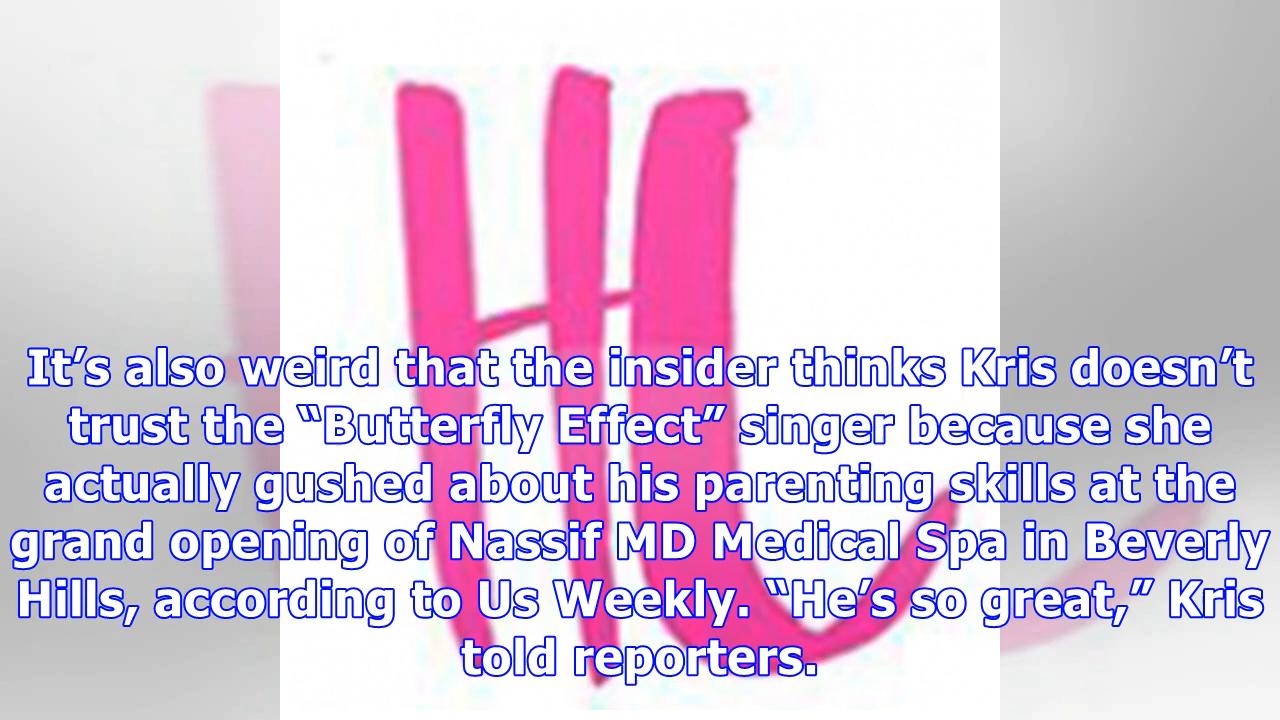 HC
It’s also weird that the insider thinks Kris doesn’t
trust the “Butterfly Effect” singer because she
actually gushed about his parenting skills at the
grand opening of Nassif MD Medical Spa in Beverly
Hills, according to Us Weekly. “He’s so great,” Kris
told reporters.